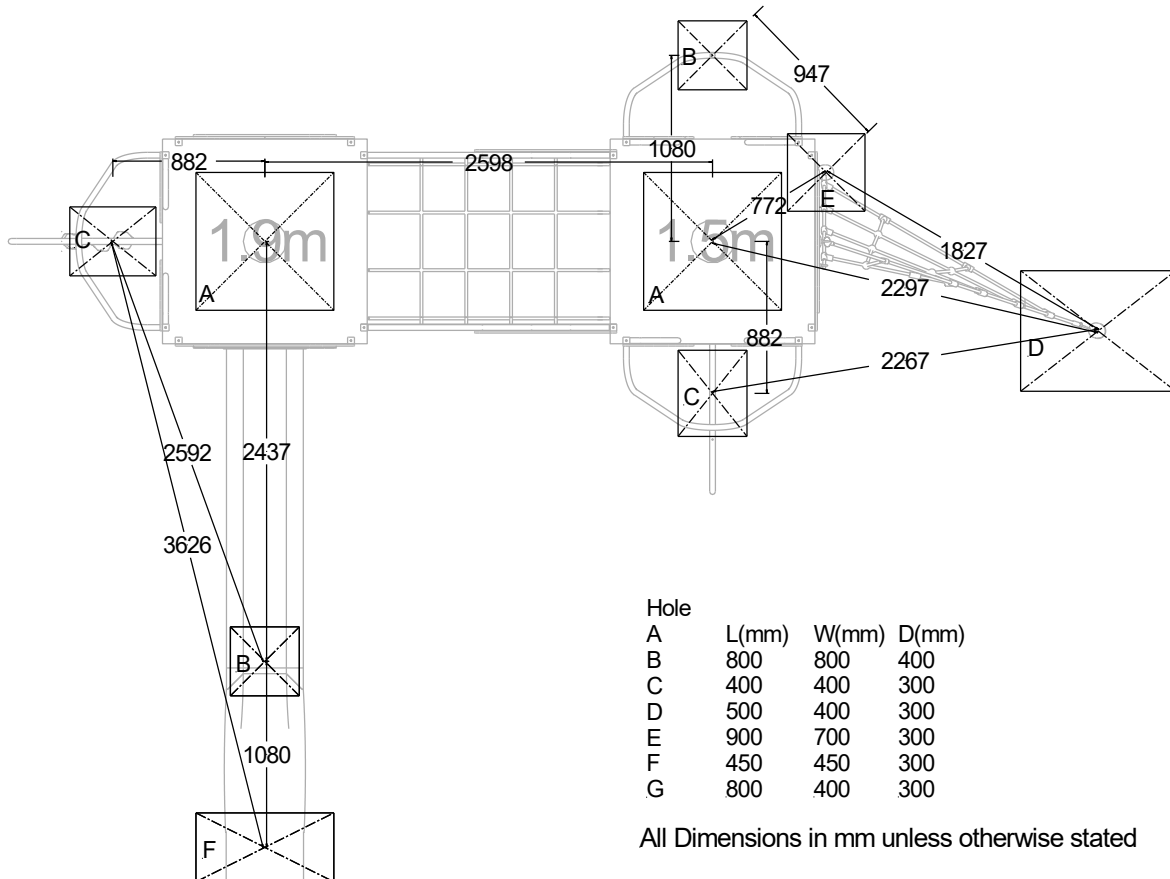 B
947
882
2598
1080
772
E
C
1.9m
1.5m
1827
A
A
2297
882
2267
D
C
2592
2437
3626
B
1080
F
Hole
A L(mm) W(mm) D(mm)
B 800 800 400
C 400 400 300
D 500 400 300
E 900 700 300
F 450 450 300
G 800 400 300
All Dimensions in mm unless otherwise stated